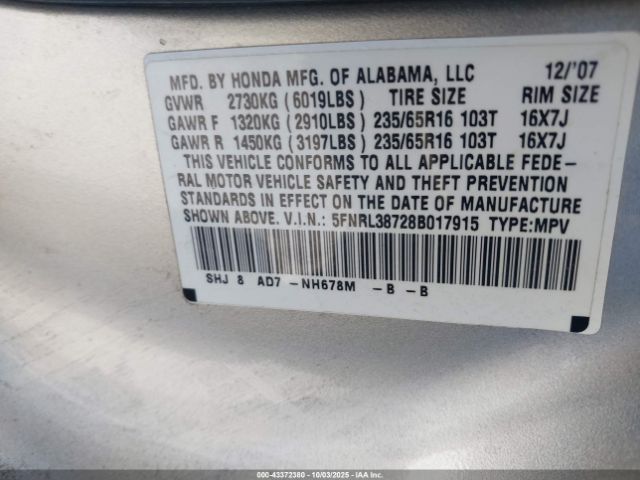 MFD. BY HONDA MFG. OF ALABAMA, LLC 12/'07
GVWR 2730KG (6019LBS) TIRE SIZE RIM SIZE
GAWR F 1320KG (2910LBS) 235/65R16 103T 16X7J
GAWR R 1450KG (3197LBS) 235/65R16 103T 16X7J
THIS VEHICLE CONFORMS TO ALL APPLICABLE FEDE-
RAL MOTOR VEHICLE SAFETY AND THEFT PREVENTION
STANDARDS IN EFFECT ON THE DATE OF MANUFACTURE
SHOWN ABOVE. V.I.N.: 5FNRL38728B017915 TYPE:MPV
SHJ 8 AD7 -NH678M -B -B
000-43372380 - 10/03/2025 - IAAI.com